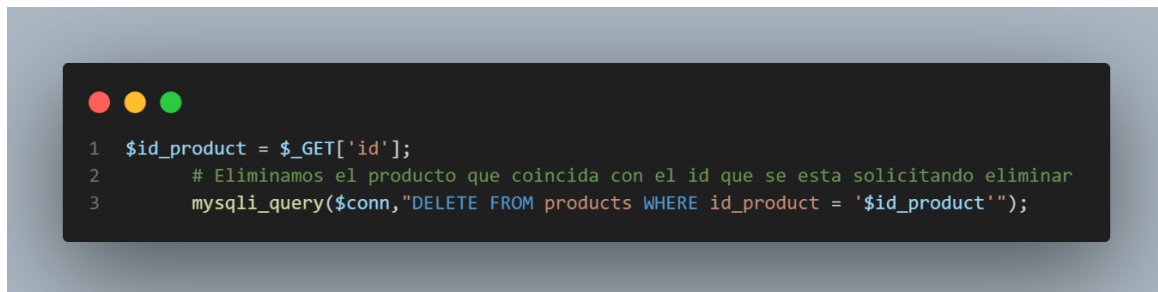 1 $id_product = $_GET['id'];
2 # Eliminamos el producto que coincida con el id que se esta solicitando eliminar
3 mysqli_query($conn,"DELETE FROM products WHERE id_product = '$id_product'");